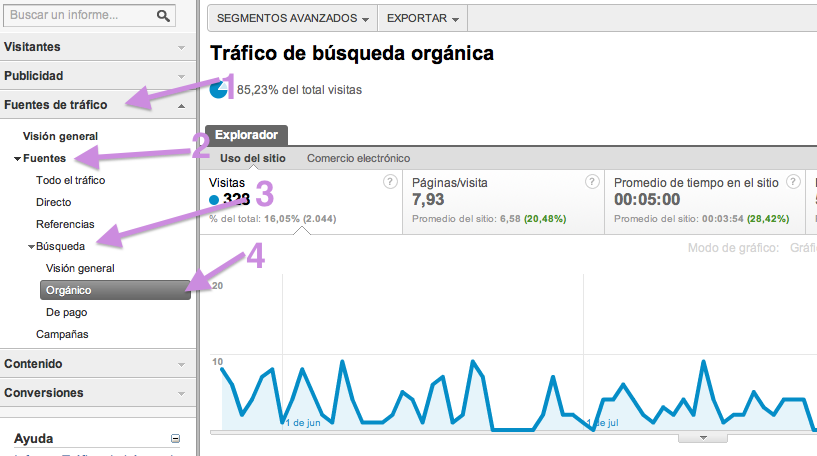 Buscar un informe...
Visitantes
Publicidad
Fuentes de tráfico
Visión general
Fuentes
Todo el tráfico
Directo
Referencias
Búsqueda
Visión general
Orgánico
De pago
Campañas
Contenido
Conversiones
Ayuda
1
2
3
4
SEGMENTOS AVANZADOS
EXPORTAR
Tráfico de búsqueda orgánica
85,23% del total visitas
Explorador
Uso del sitio
Comercio electrónico
Visitas
?
328
% del total: 16,05% (2.044)
Páginas/visita
?
7,93
Promedio del sitio: 6,58 (20,48%)
Promedio de tiempo en el sitio
?
00:05:00
Promedio del sitio: 00:03:54 (28,42%)
Modo de gráfico:
20
10
1 de jun
1 de jul